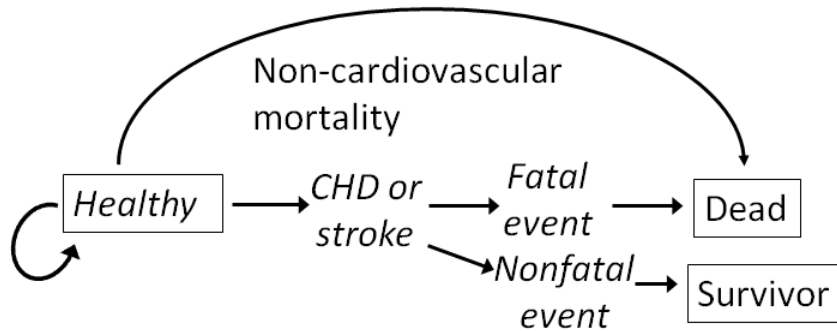 Non-cardiovascular
mortality
Healthy
CHD or
stroke
Fatal
event
Dead
Nonfatal
event
Survivor